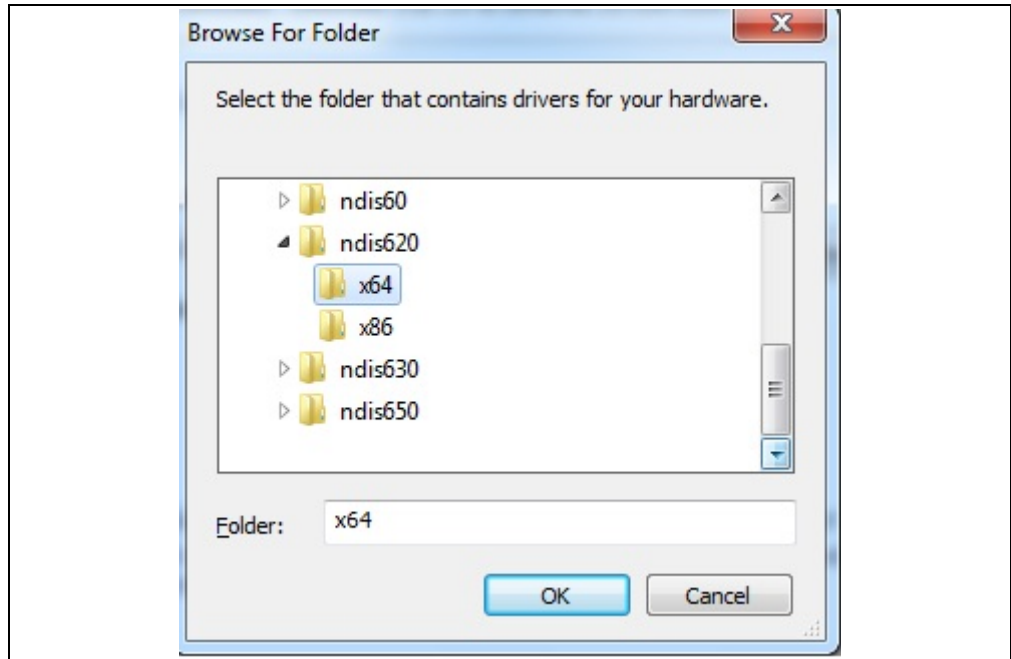 Browse For Folder
Select the folder that contains drivers for your hardware.
ndis60
ndis620
x64
x86
ndis630
ndis650
Folder: x64
OK Cancel